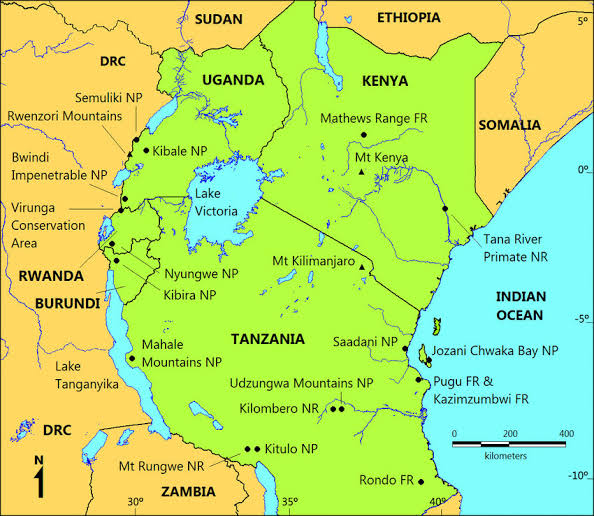 SUDAN
ETHIOPIA
5°
DRC
UGANDA
KENYA
Semuliki NP
Rwenzori Mountains
Mathews Range FR
SOMALIA
Kibale NP
Bwindi
Impenetrable NP
Mt Kenya
0°
Lake
Victoria
Virunga
Conservation
Area
Tana River
Primate NR
RWANDA
Nyungwe NP
Mt Kilimanjaro
BURUNDI
Kibira NP
INDIAN
OCEAN
-5°
TANZANIA
Saadani NP
Mahale
Mountains NP
Jozani Chwaka Bay NP
Lake
Tanganyika
Udzungwa Mountains NP
Pugu FR &
Kazimzumbwi FR
Kilombero NR
DRC
0 200 400
kilometers
Kitulo NP
N
Mt Rungwe NR
Rondo FR
-10°
ZAMBIA
30°
35°
40°